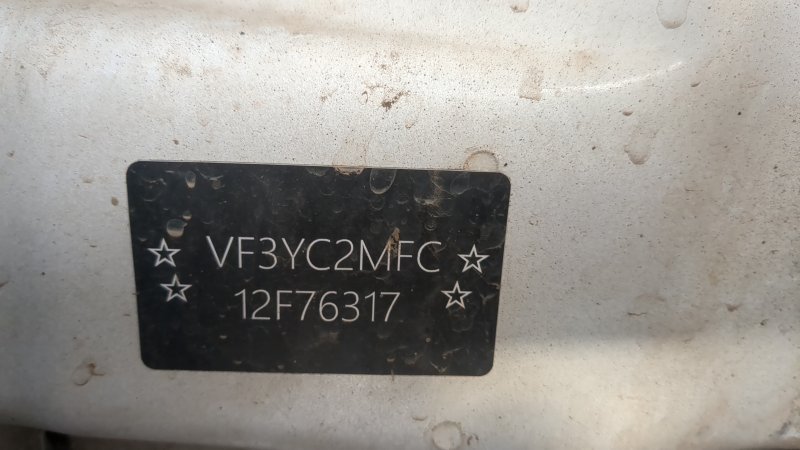 ☆ VF3YC2MFC ☆
☆ 12F76317 ☆